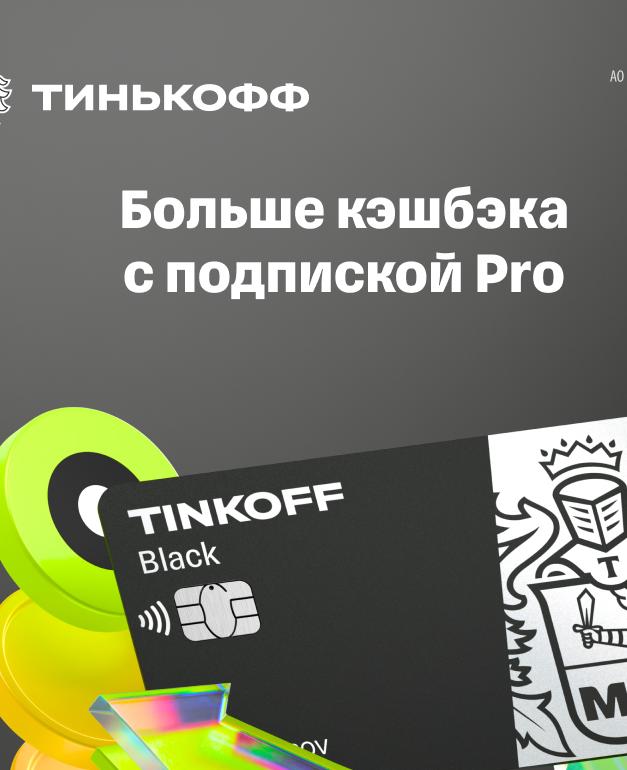 ТИНЬКОФФ
АО
Больше кэшбэка
с подпиской Pro
TINKOFF
Black
T
M